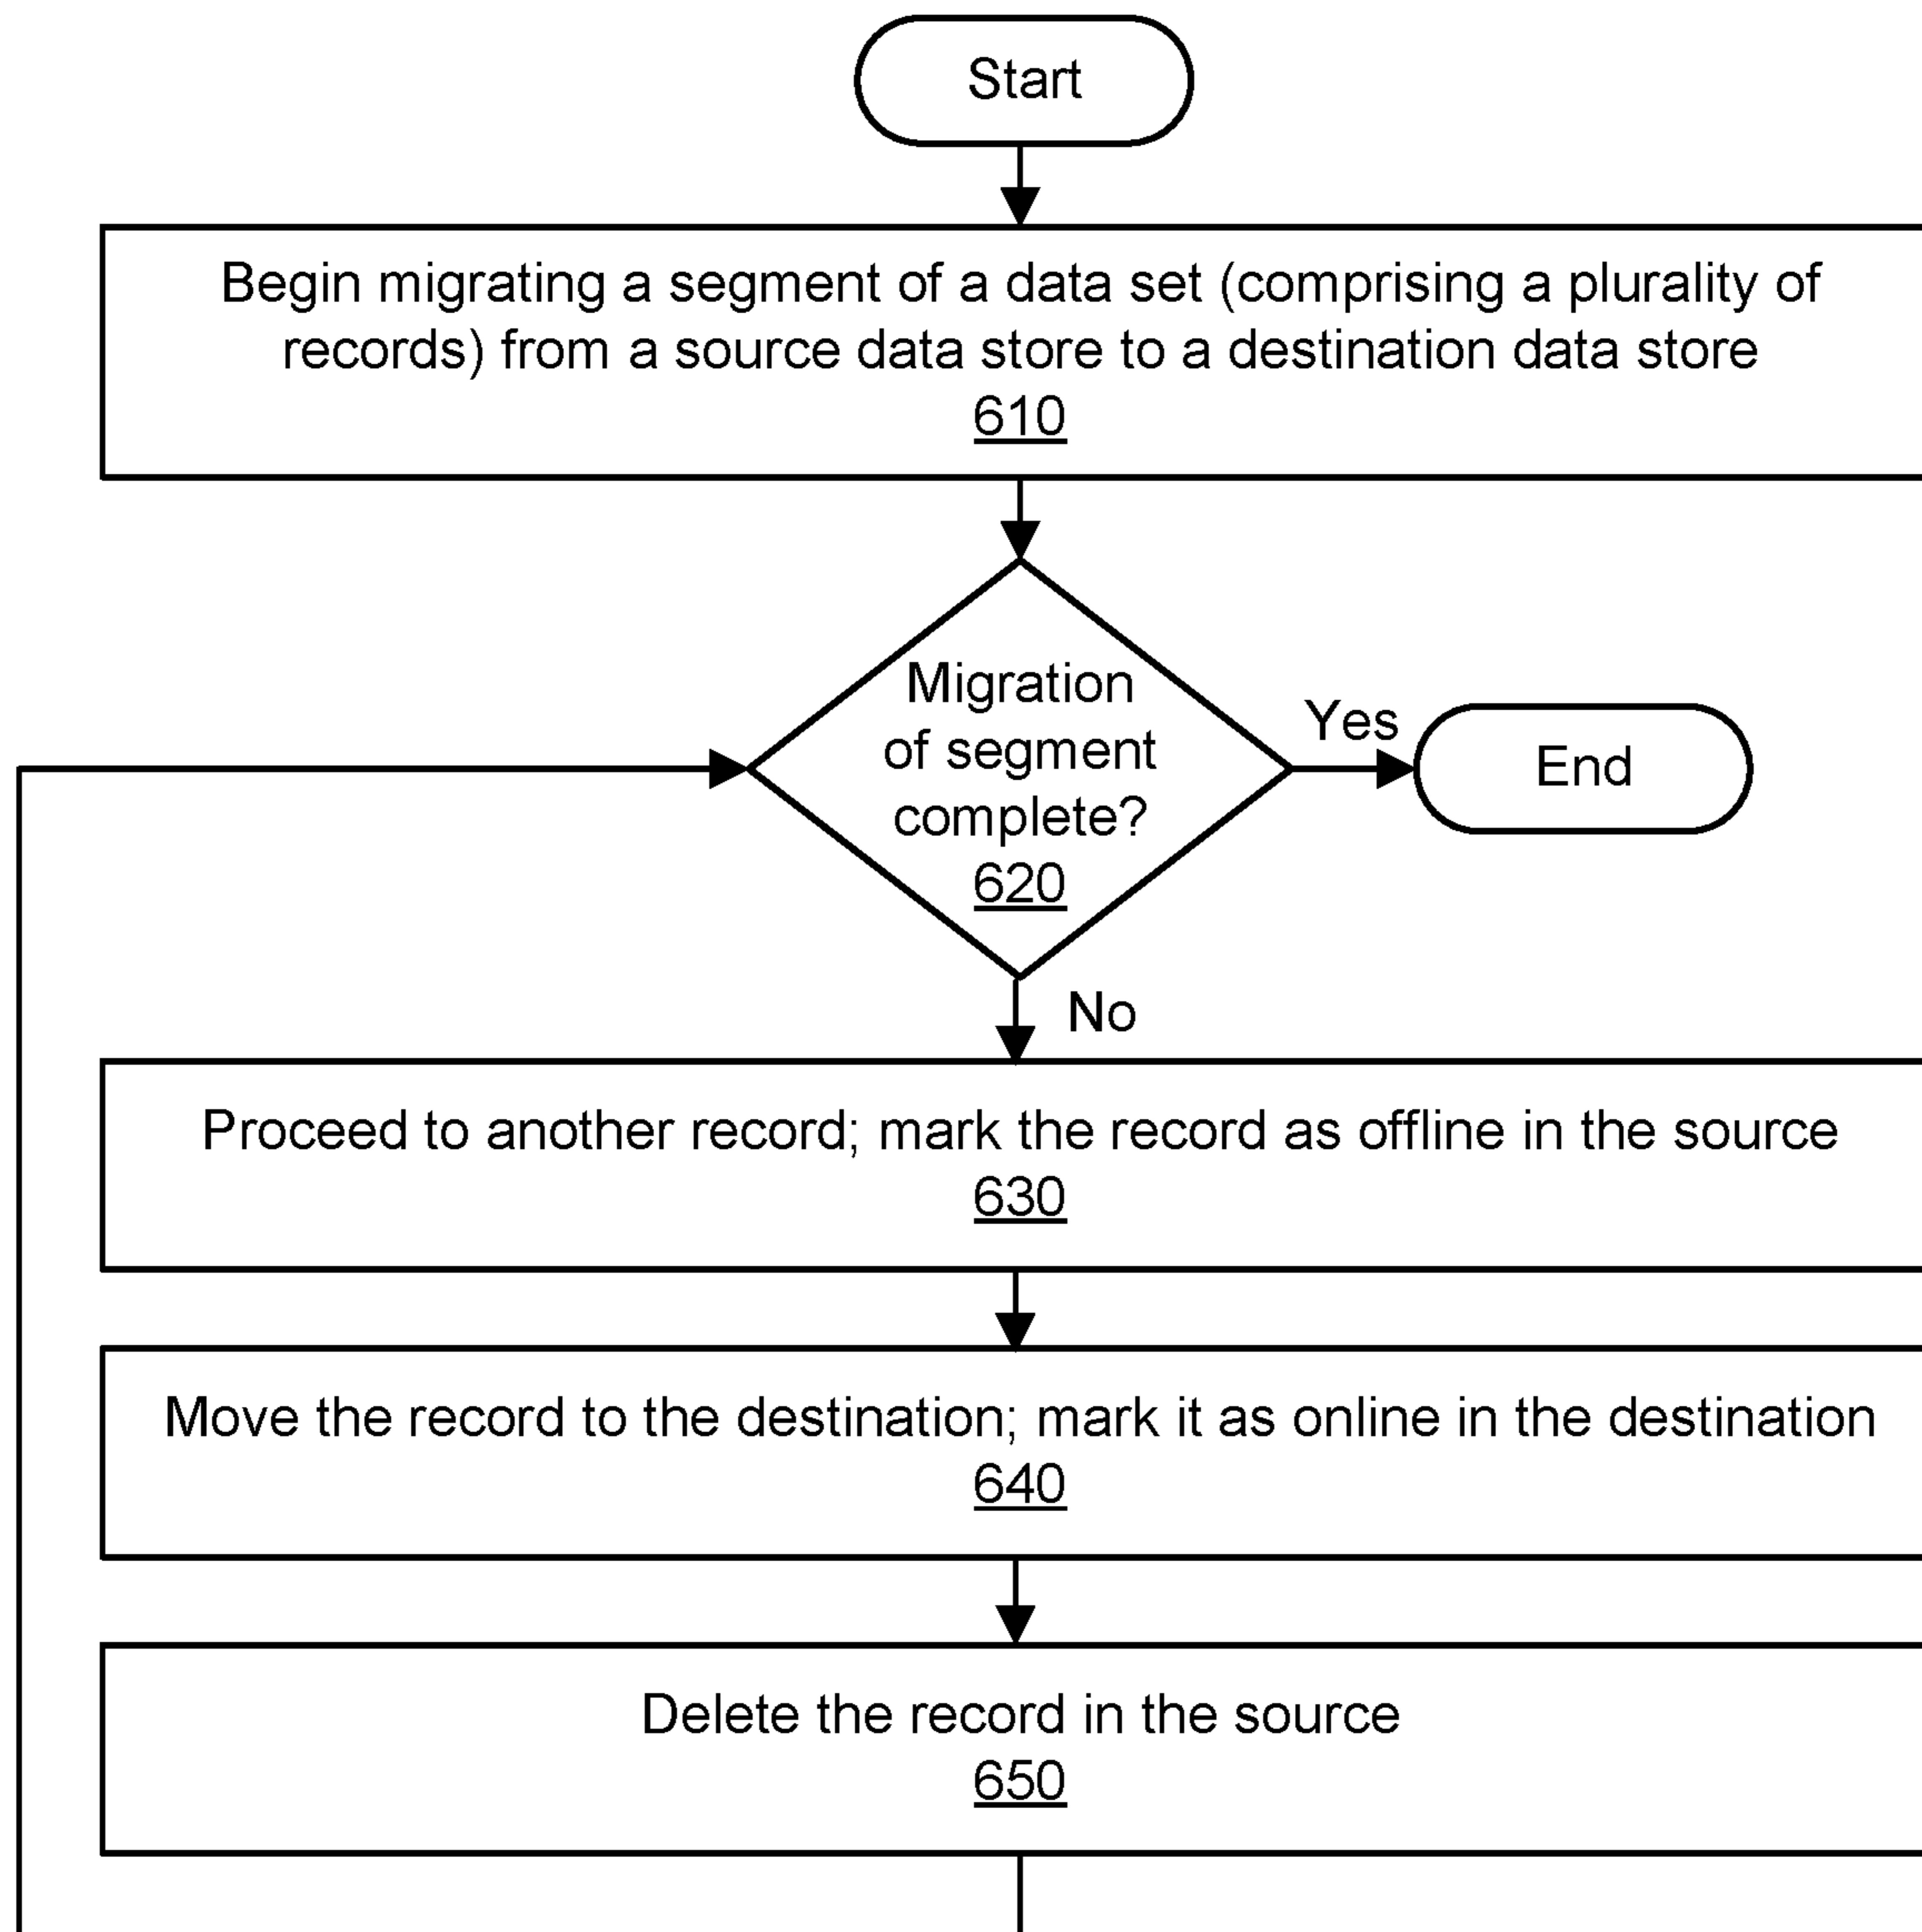 Start
Begin migrating a segment of a data set (comprising a plurality of
records) from a source data store to a destination data store
610
Migration
of segment
complete?
620
Yes
End
No
Proceed to another record; mark the record as offline in the source
630
Move the record to the destination; mark it as online in the destination
640
Delete the record in the source
650